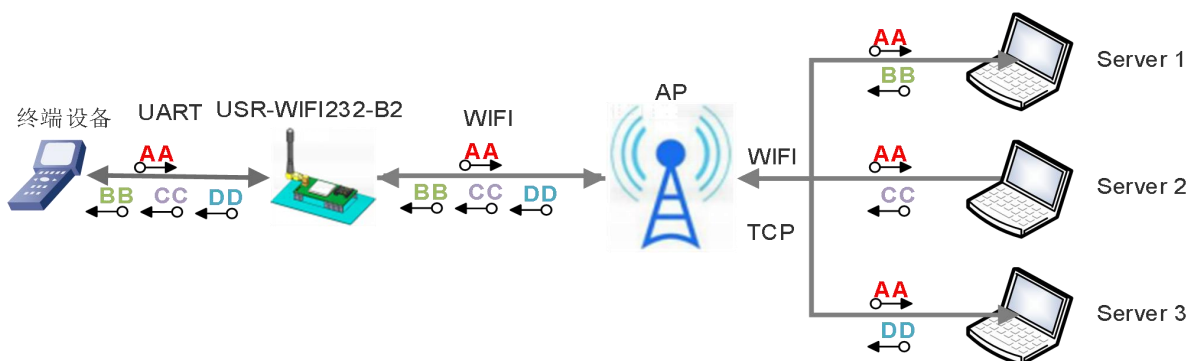 终端设备
UART
USR-WIFI232-B2
AA
BB
CC
DD
WIFI
AA
BB
CC
DD
AP
WIFI
TCP
AA
BB
Server 1
AA
CC
Server 2
AA
DD
Server 3